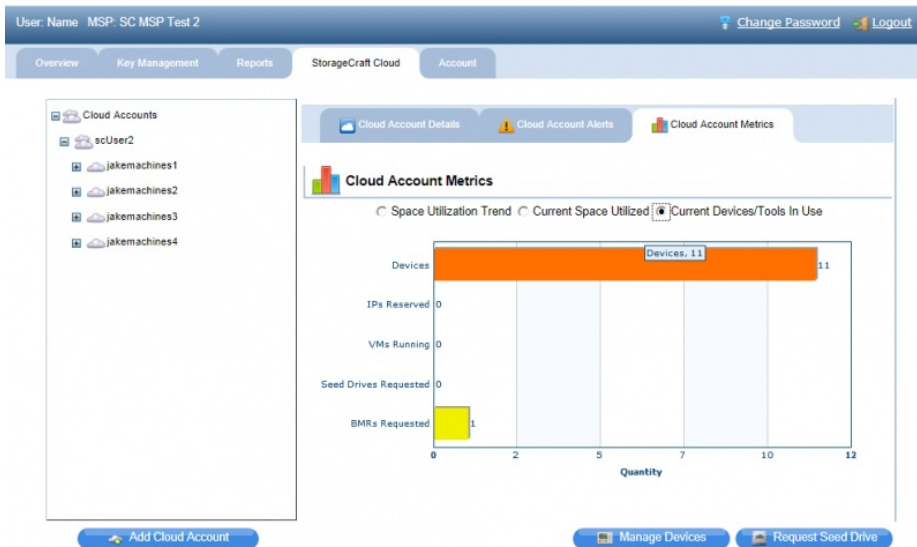 User: Name MSP: SC MSP Test 2
Change Password Logout
Overview Key Management Reports StorageCraft Cloud Account
Cloud Accounts
scUser2
jakemachines1
jakemachines2
jakemachines3
jakemachines4
Cloud Account Details Cloud Account Alerts Cloud Account Metrics
Cloud Account Metrics
Space Utilization Trend Current Space Utilized Current Devices/Tools In Use
Devices, 11
Devices 11
IPs Reserved 0
VMs Running 0
Seed Drives Requested 0
BMRs Requested 1
0 2 5 7 10 12
Quantity
Add Cloud Account Manage Devices Request Seed Drive